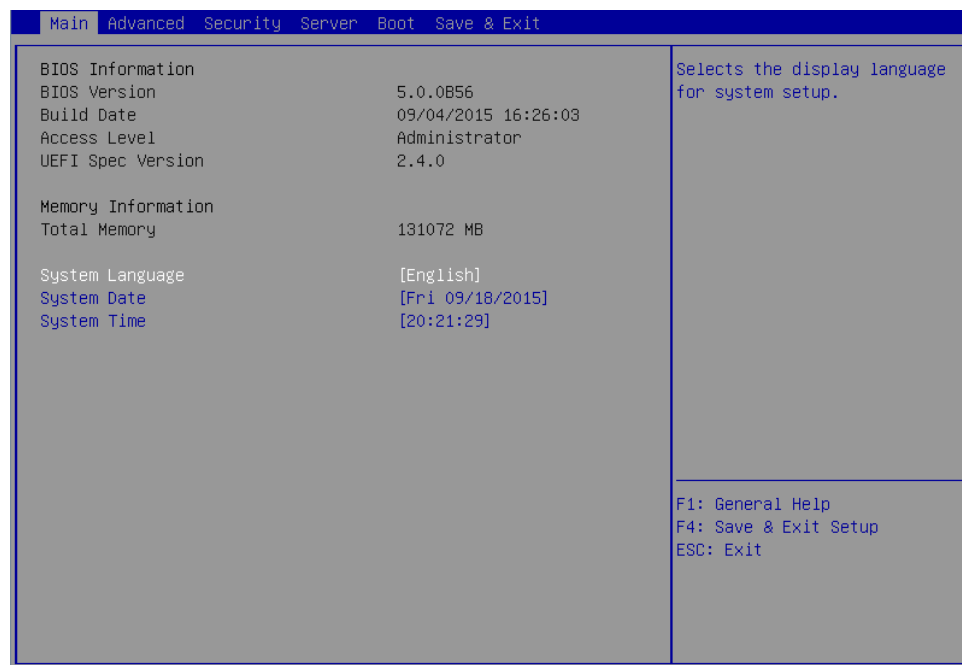 Main Advanced Security Server Boot Save & Exit
BIOS Information
BIOS Version 5.0.0B56
Build Date 09/04/2015 16:26:03
Access Level Administrator
UEFI Spec Version 2.4.0
Memory Information
Total Memory 131072 MB
System Language [English]
System Date [Fri 09/18/2015]
System Time [20:21:29]
Selects the display language
for system setup.
F1: General Help
F4: Save & Exit Setup
ESC: Exit